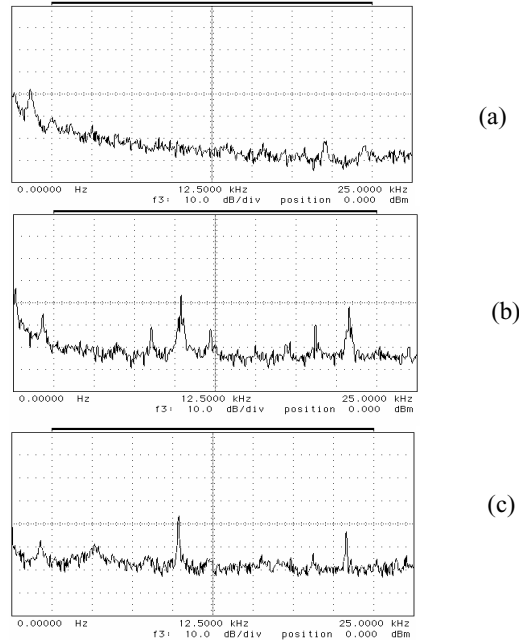 (a)
0.00000 Hz 12.5000 kHz 25.0000 kHz
f3: 10.0 dB/div position 0.000 dBm
(b)
0.00000 Hz 12.5000 kHz 25.0000 kHz
f3: 10.0 dB/div position 0.000 dBm
(c)
0.00000 Hz 12.5000 kHz 25.0000 kHz
f3: 10.0 dB/div position 0.000 dBm